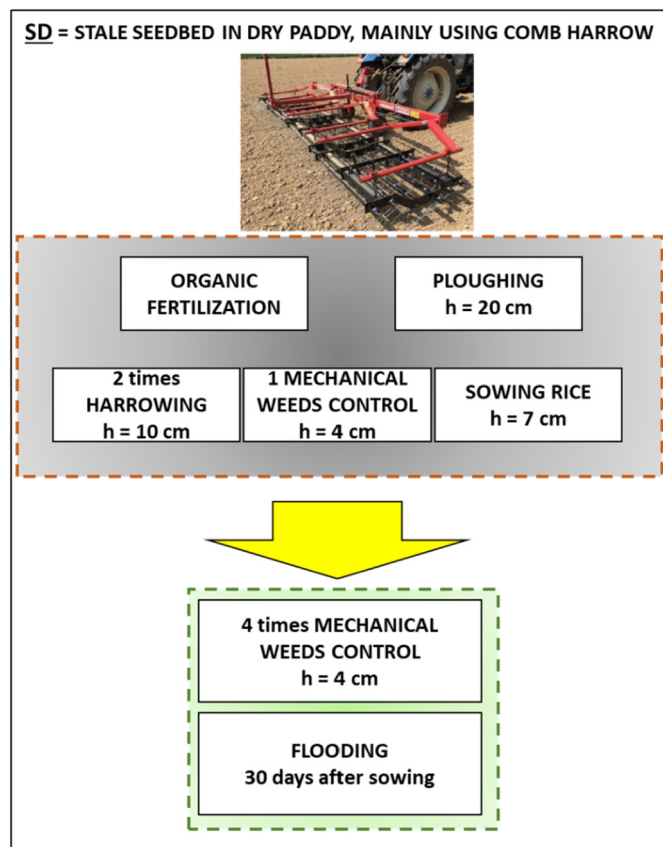 SD = STALE SEEDBED IN DRY PADDY, MAINLY USING COMB HARROW
ORGANIC
FERTILIZATION
PLOUGHING
h = 20 cm
2 times
HARROWING
h = 10 cm
1 MECHANICAL
WEEDS CONTROL
h = 4 cm
SOWING RICE
h = 7 cm
4 times MECHANICAL
WEEDS CONTROL
h = 4 cm
FLOODING
30 days after sowing